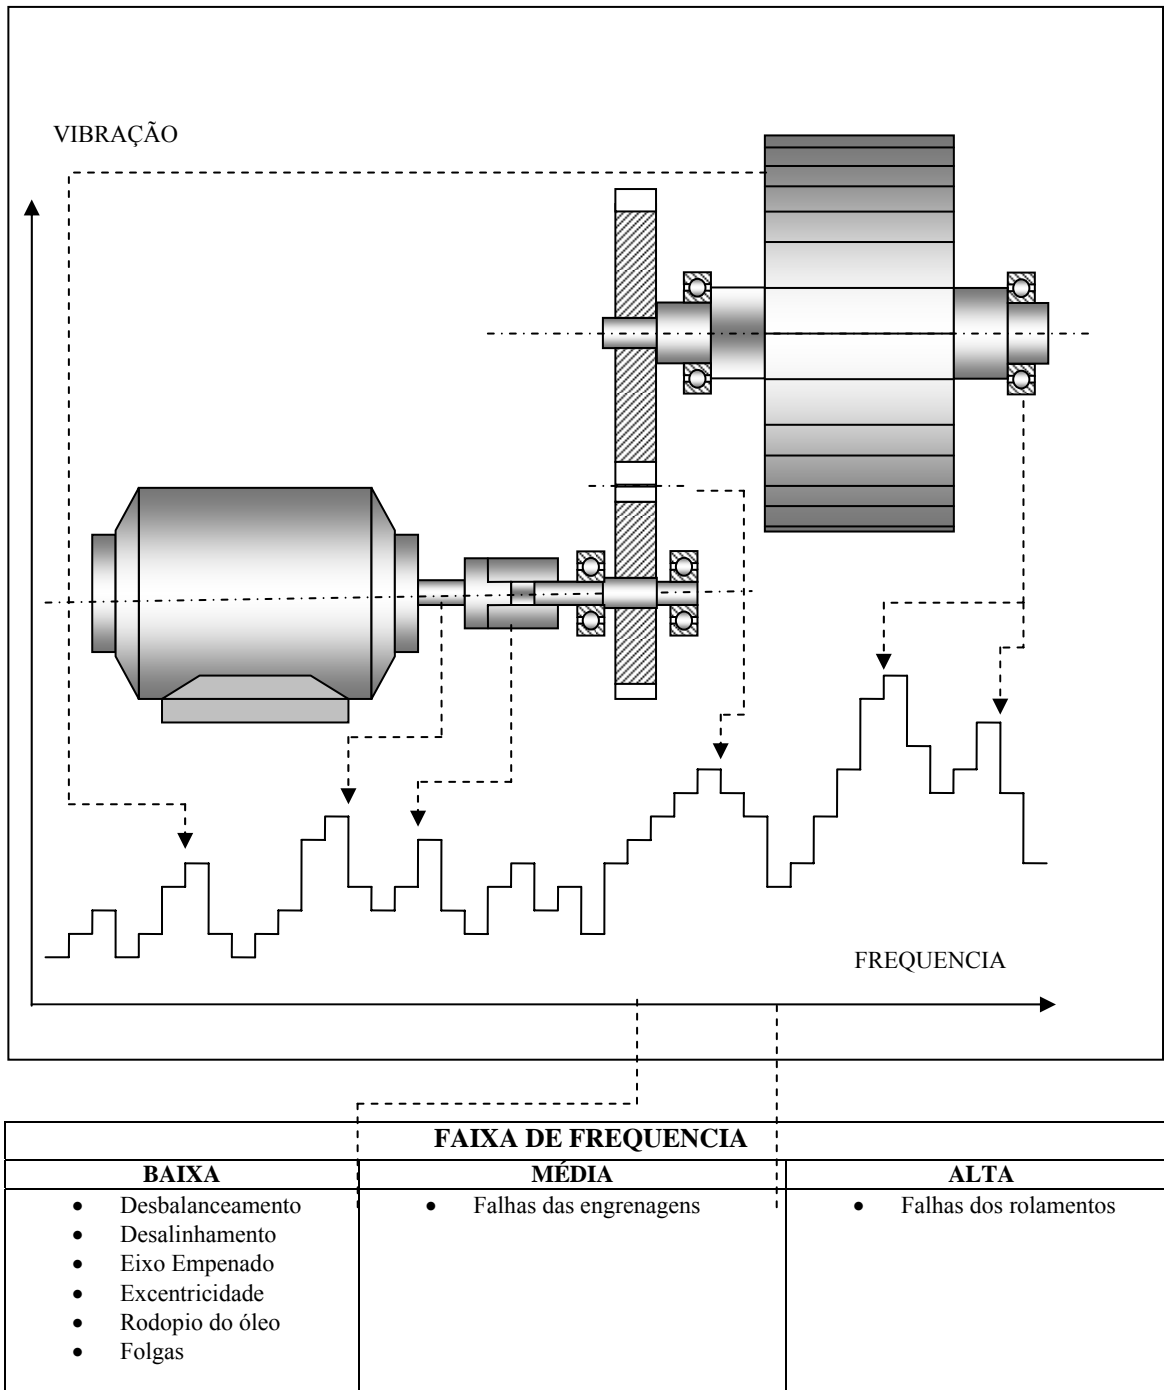 VIBRAÇÃO
FREQUENCIA
FAIXA DE FREQUENCIA
BAIXA
MÉDIA
ALTA
• Desbalanceamento
• Desalinhamento
• Eixo Empenado
• Excentricidade
• Rodopio do óleo
• Folgas
• Falhas das engrenagens
• Falhas dos rolamentos